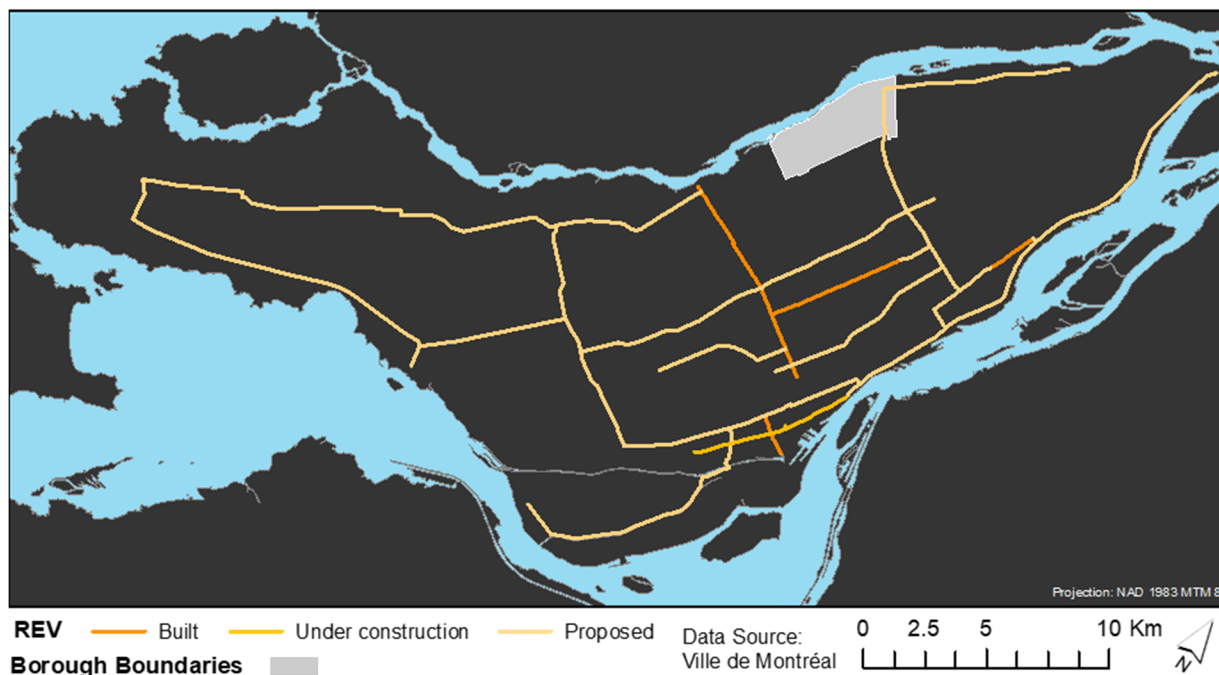 Projection: NAD 1983 MTM 8
REV Built Under construction Proposed
Borough Boundaries
Data Source:
Ville de Montréal
0 2.5 5 10 Km
N